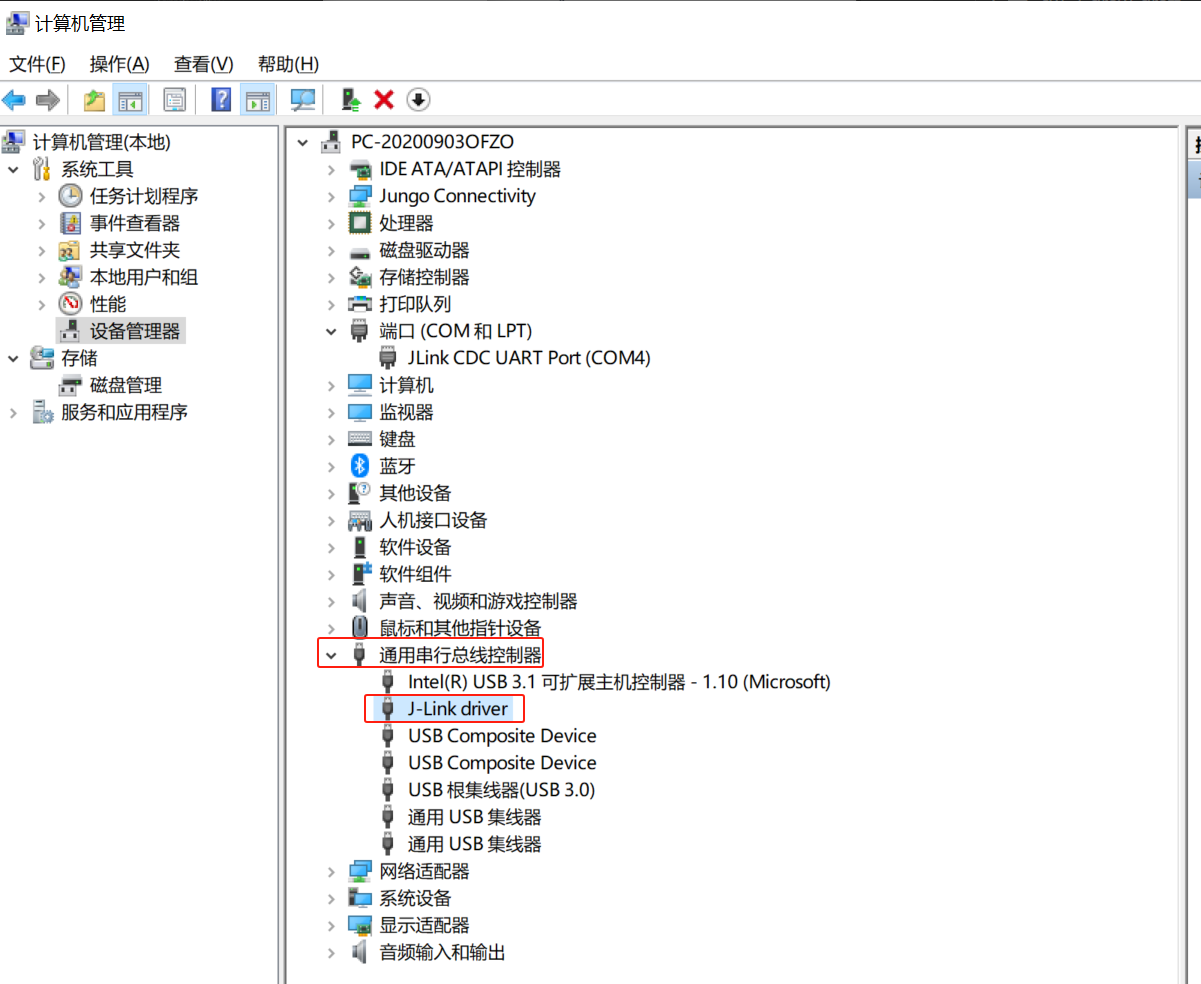 计算机管理
文件(F) 操作(A) 查看(V) 帮助(H)
计算机管理(本地)
系统工具
任务计划程序
事件查看器
共享文件夹
本地用户和组
性能
设备管理器
存储
磁盘管理
服务和应用程序
PC-20200903OFZO
IDE ATA/ATAPI 控制器
Jungo Connectivity
处理器
磁盘驱动器
存储控制器
打印队列
端口 (COM 和 LPT)
JLink CDC UART Port (COM4)
计算机
监视器
键盘
蓝牙
其他设备
人机接口设备
软件设备
软件组件
声音、视频和游戏控制器
鼠标和其他指针设备
通用串行总线控制器
Intel(R) USB 3.1 可扩展主机控制器 - 1.10 (Microsoft)
J-Link driver
USB Composite Device
USB Composite Device
USB 根集线器(USB 3.0)
通用 USB 集线器
通用 USB 集线器
网络适配器
系统设备
显示适配器
音频输入和输出